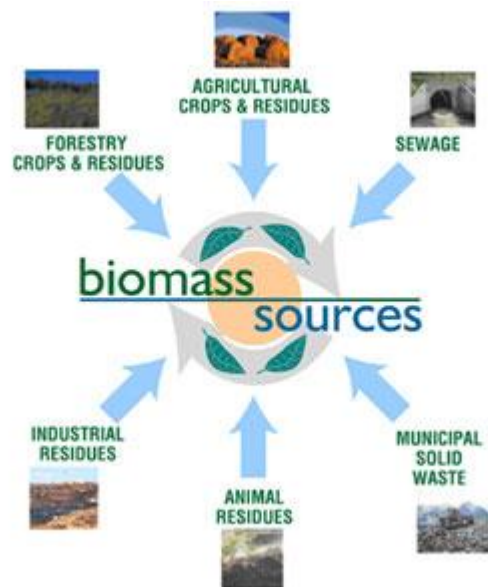 AGRICULTURAL
CROPS & RESIDUES
FORESTRY
CROPS & RESIDUES
SEWAGE
biomass
sources
INDUSTRIAL
RESIDUES
ANIMAL
RESIDUES
MUNICIPAL
SOLID
WASTE